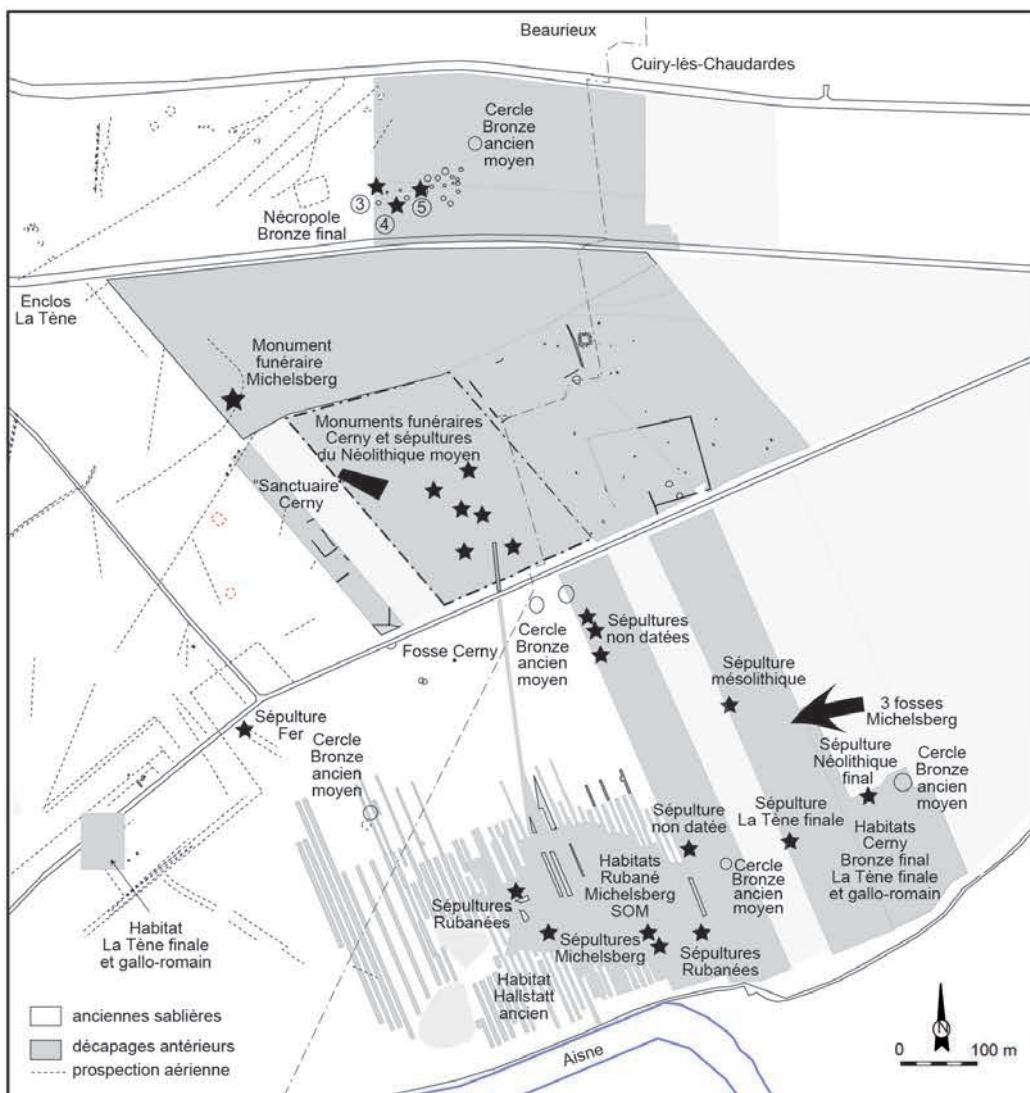 Beaurieux
Cuiry-lès-Chaudardes
Cercle
Bronze
ancien
moyen
3
4
5
Nécropole
Bronze final
Enclos
La Tène
Monument
funéraire
Michelsberg
Monuments funéraires
Cerny et sépultures
du Néolithique moyen
"Sanctuaire"
Cerny
Fosse Cerny
Cercle
Bronze
ancien
moyen
Sépultures
non datées
Sépulture
mésolithique
3 fosses
Michelsberg
Sépulture
Néolithique
final
Cercle
Bronze
ancien
moyen
Sépulture
Fer
Cercle
Bronze
ancien
moyen
Sépulture
non datée
Sépulture
La Tène finale
Habitats
Cerny
Bronze final
La Tène finale
et gallo-romain
Habitats
Rubané
Michelsberg
SOM
Cercle
Bronze
ancien
moyen
Sépultures
Rubanées
Sépultures
Michelsberg
Sépultures
Rubanées
Habitat
La Tène finale
et gallo-romain
Habitat
Hallstatt
ancien
Aisne
anciennes sablières
décapages antérieurs
prospection aérienne
N
0 100 m